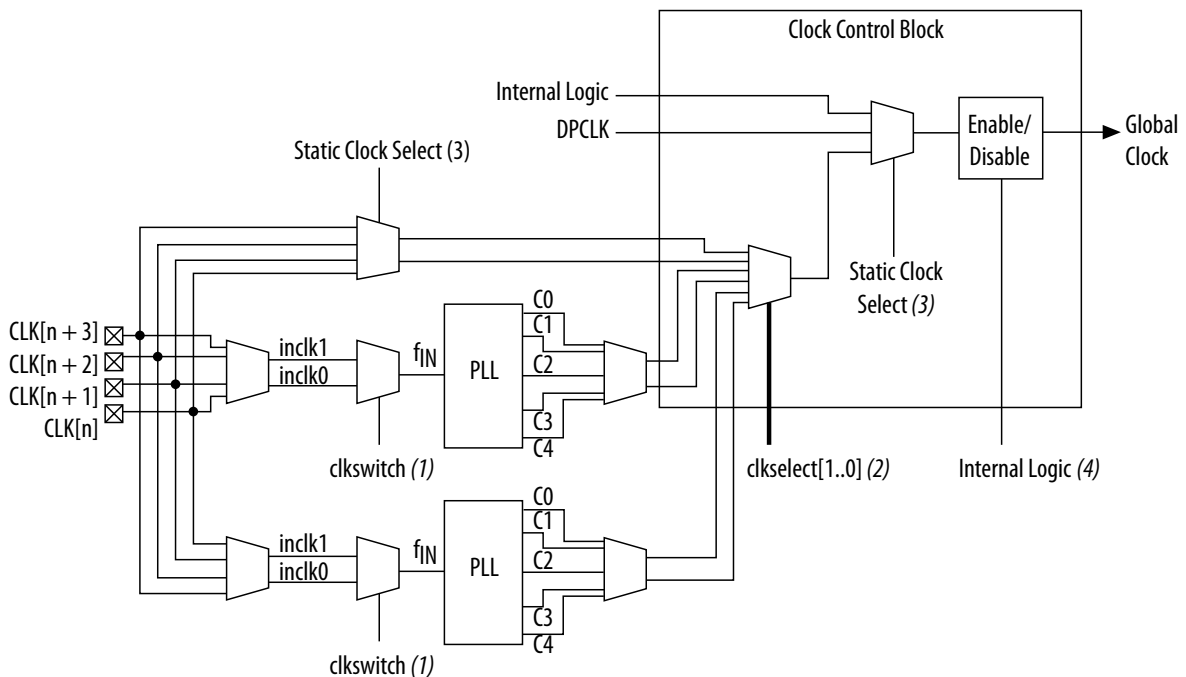 Clock Control Block
Internal Logic
DPCLK
Enable/
Disable
Global
Clock
Static Clock Select (3)
Static Clock
Select (3)
CLK[n + 3]
CLK[n + 2]
CLK[n + 1]
CLK[n]
inclk1
inclk0
fIN
PLL
C0
C1
C2
C3
C4
clkswitch (1)
clkselect[1..0] (2)
Internal Logic (4)
inclk1
inclk0
fIN
PLL
C0
C1
C2
C3
C4
clkswitch (1)